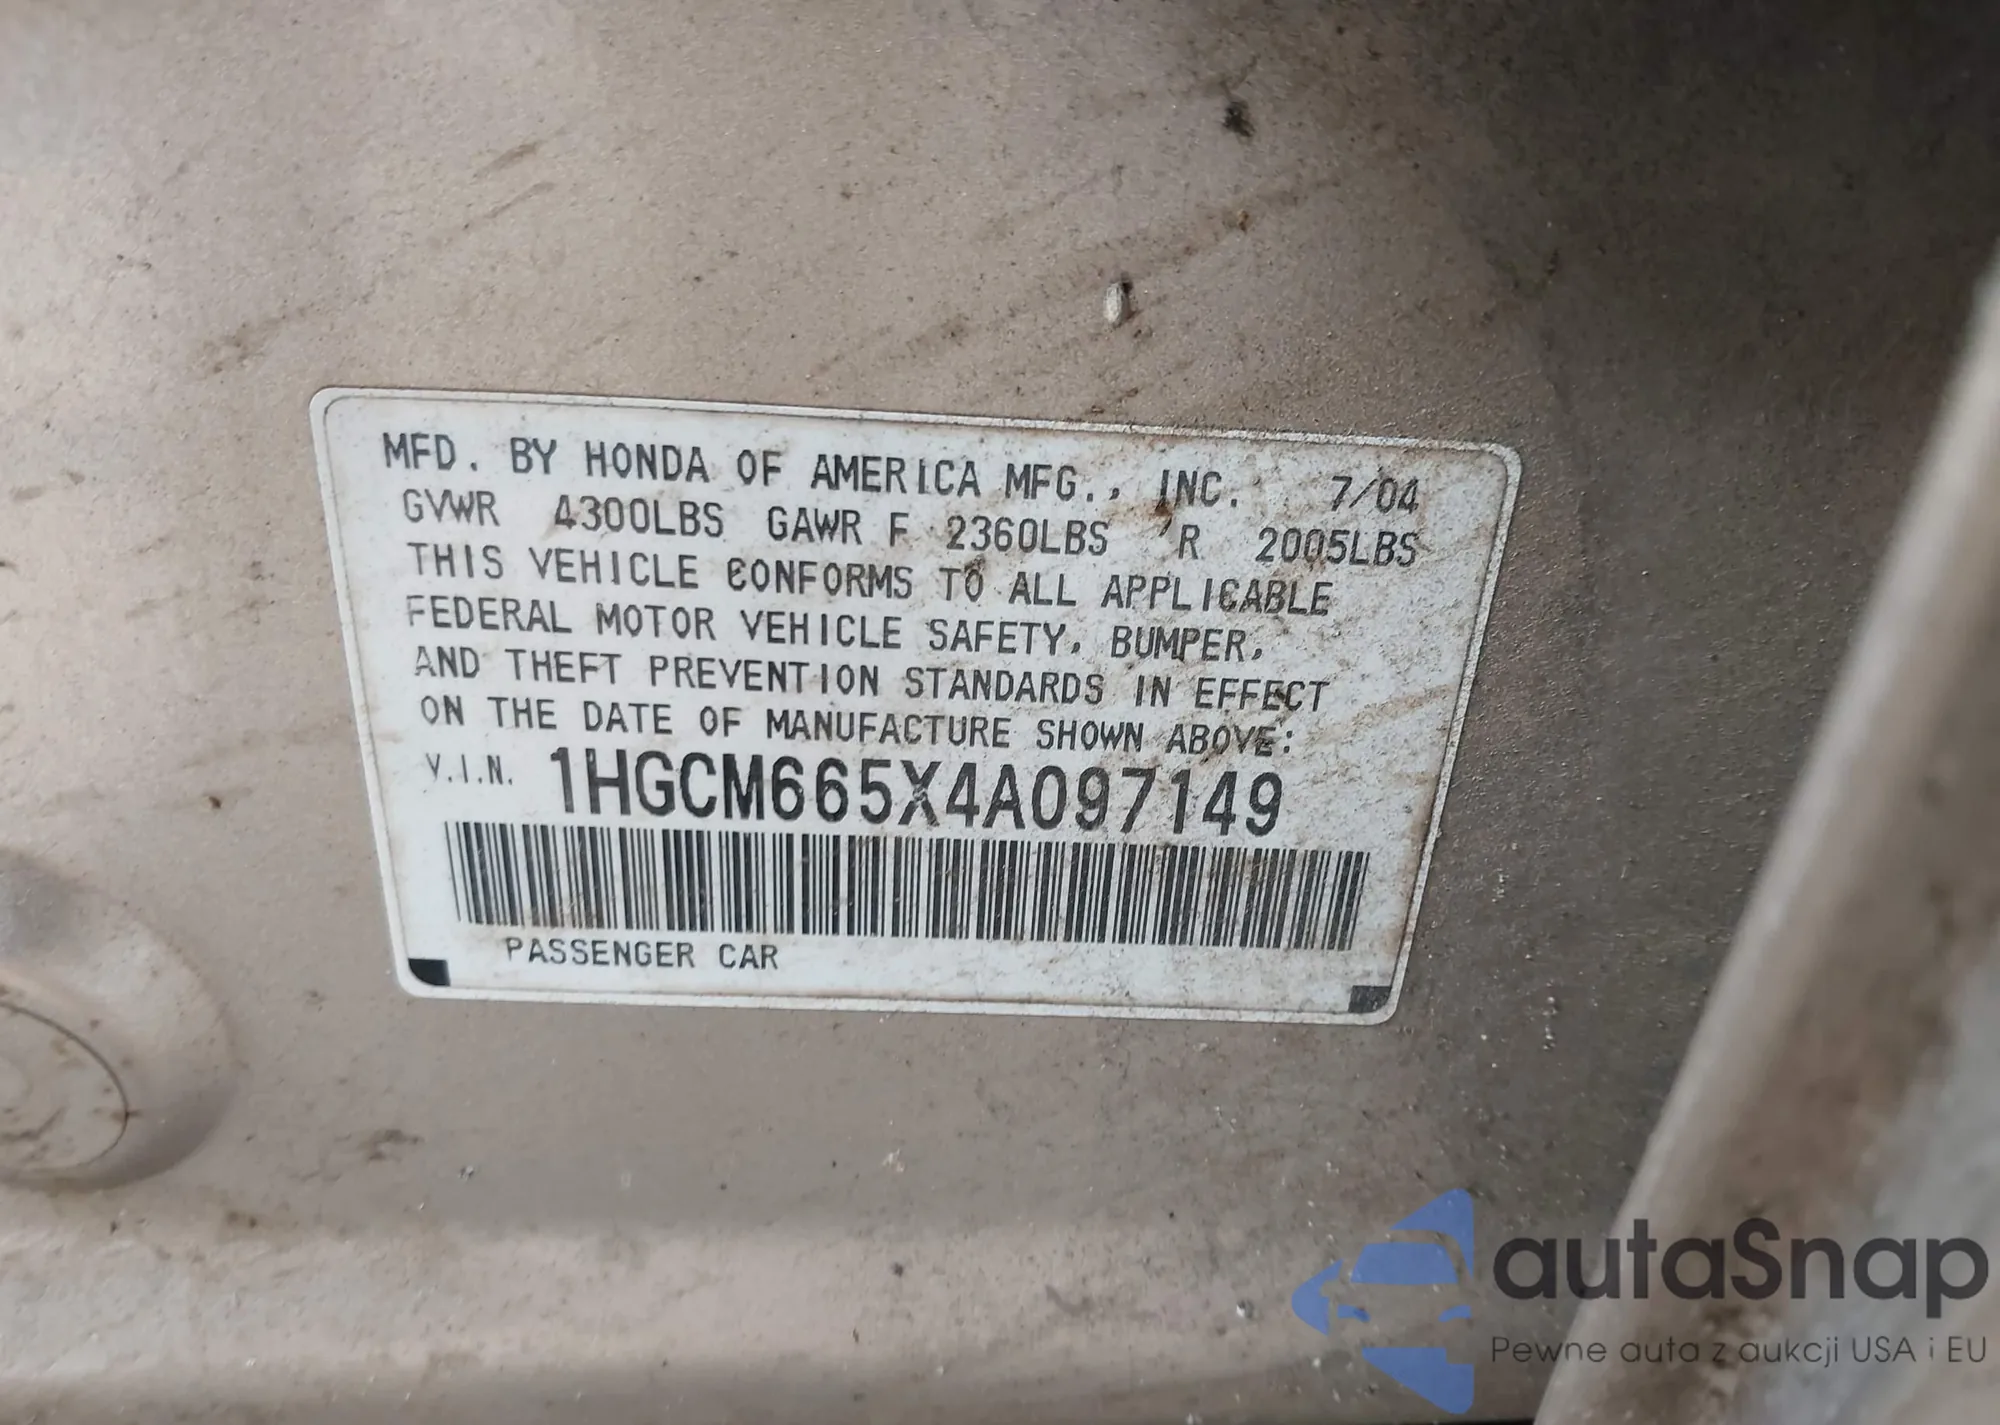 MFD. BY HONDA OF AMERICA MFG., INC. 7/04
GVWR 4300LBS GAWR F 2360LBS R 2005LBS
THIS VEHICLE CONFORMS TO ALL APPLICABLE
FEDERAL MOTOR VEHICLE SAFETY, BUMPER,
AND THEFT PREVENTION STANDARDS IN EFFECT
ON THE DATE OF MANUFACTURE SHOWN ABOVE:
V.I.N. 1HGCM665X4A097149
PASSENGER CAR
autaSnap
Pewne auta z aukcji USA i EU